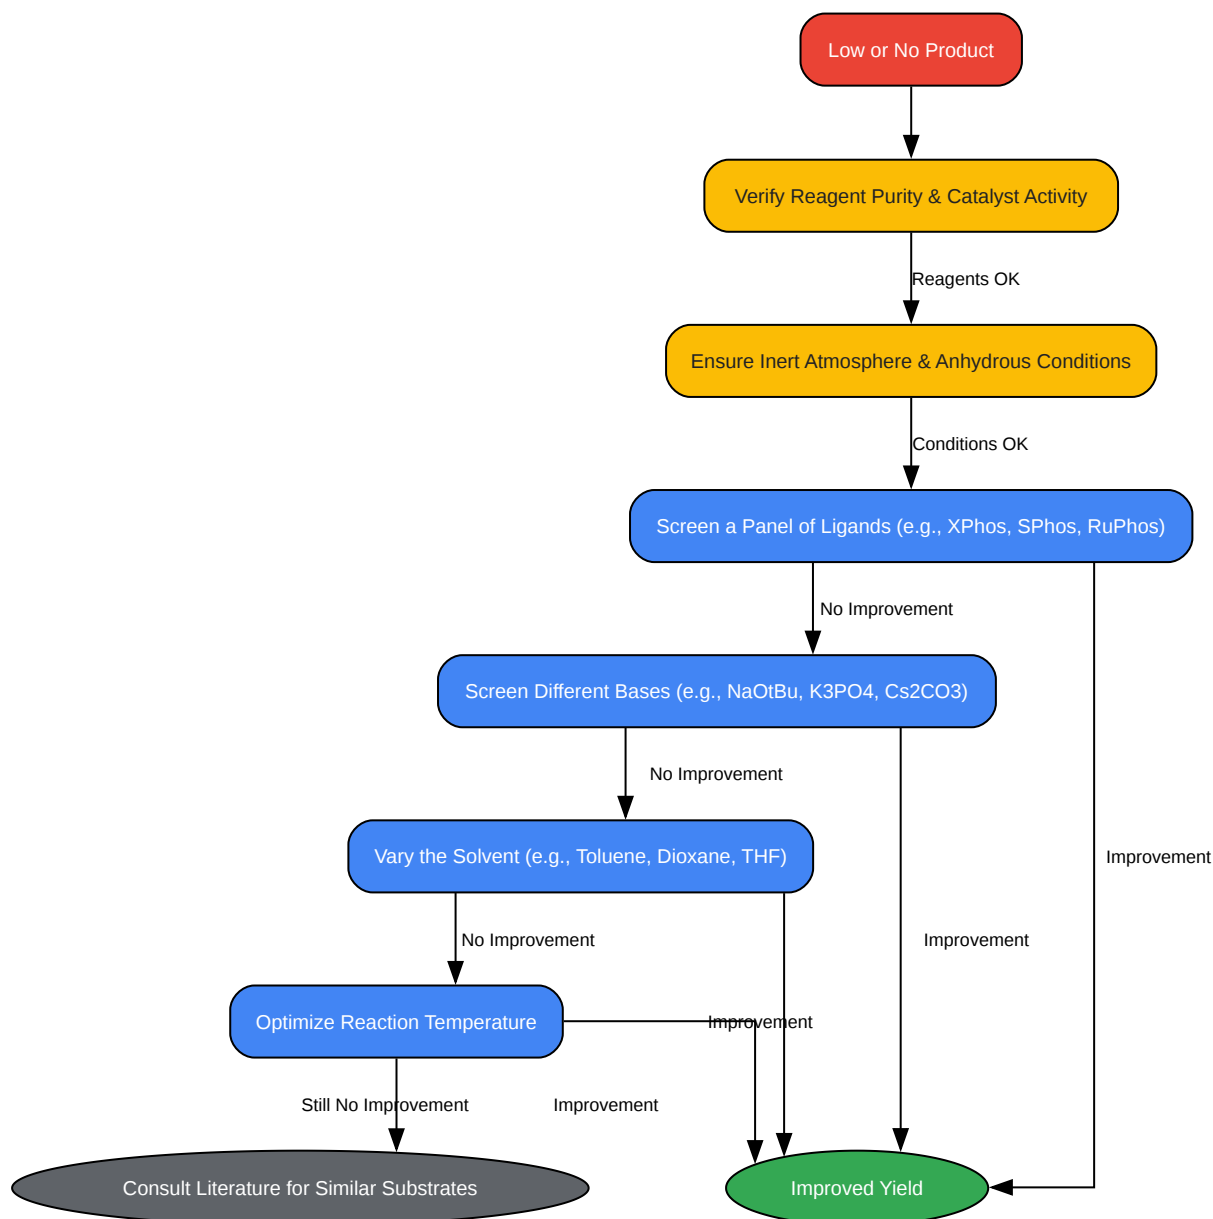 Low or No Product
Verify Reagent Purity & Catalyst Activity
Reagents OK
Ensure Inert Atmosphere & Anhydrous Conditions
Conditions OK
Screen a Panel of Ligands (e.g., XPhos, SPhos, RuPhos)
No Improvement
Screen Different Bases (e.g., NaOtBu, K3PO4, Cs2CO3)
No Improvement
Vary the Solvent (e.g., Toluene, Dioxane, THF)
Improvement
No Improvement
Improvement
Optimize Reaction Temperature
Improvement
Still No Improvement
Improvement
Consult Literature for Similar Substrates
Improved Yield